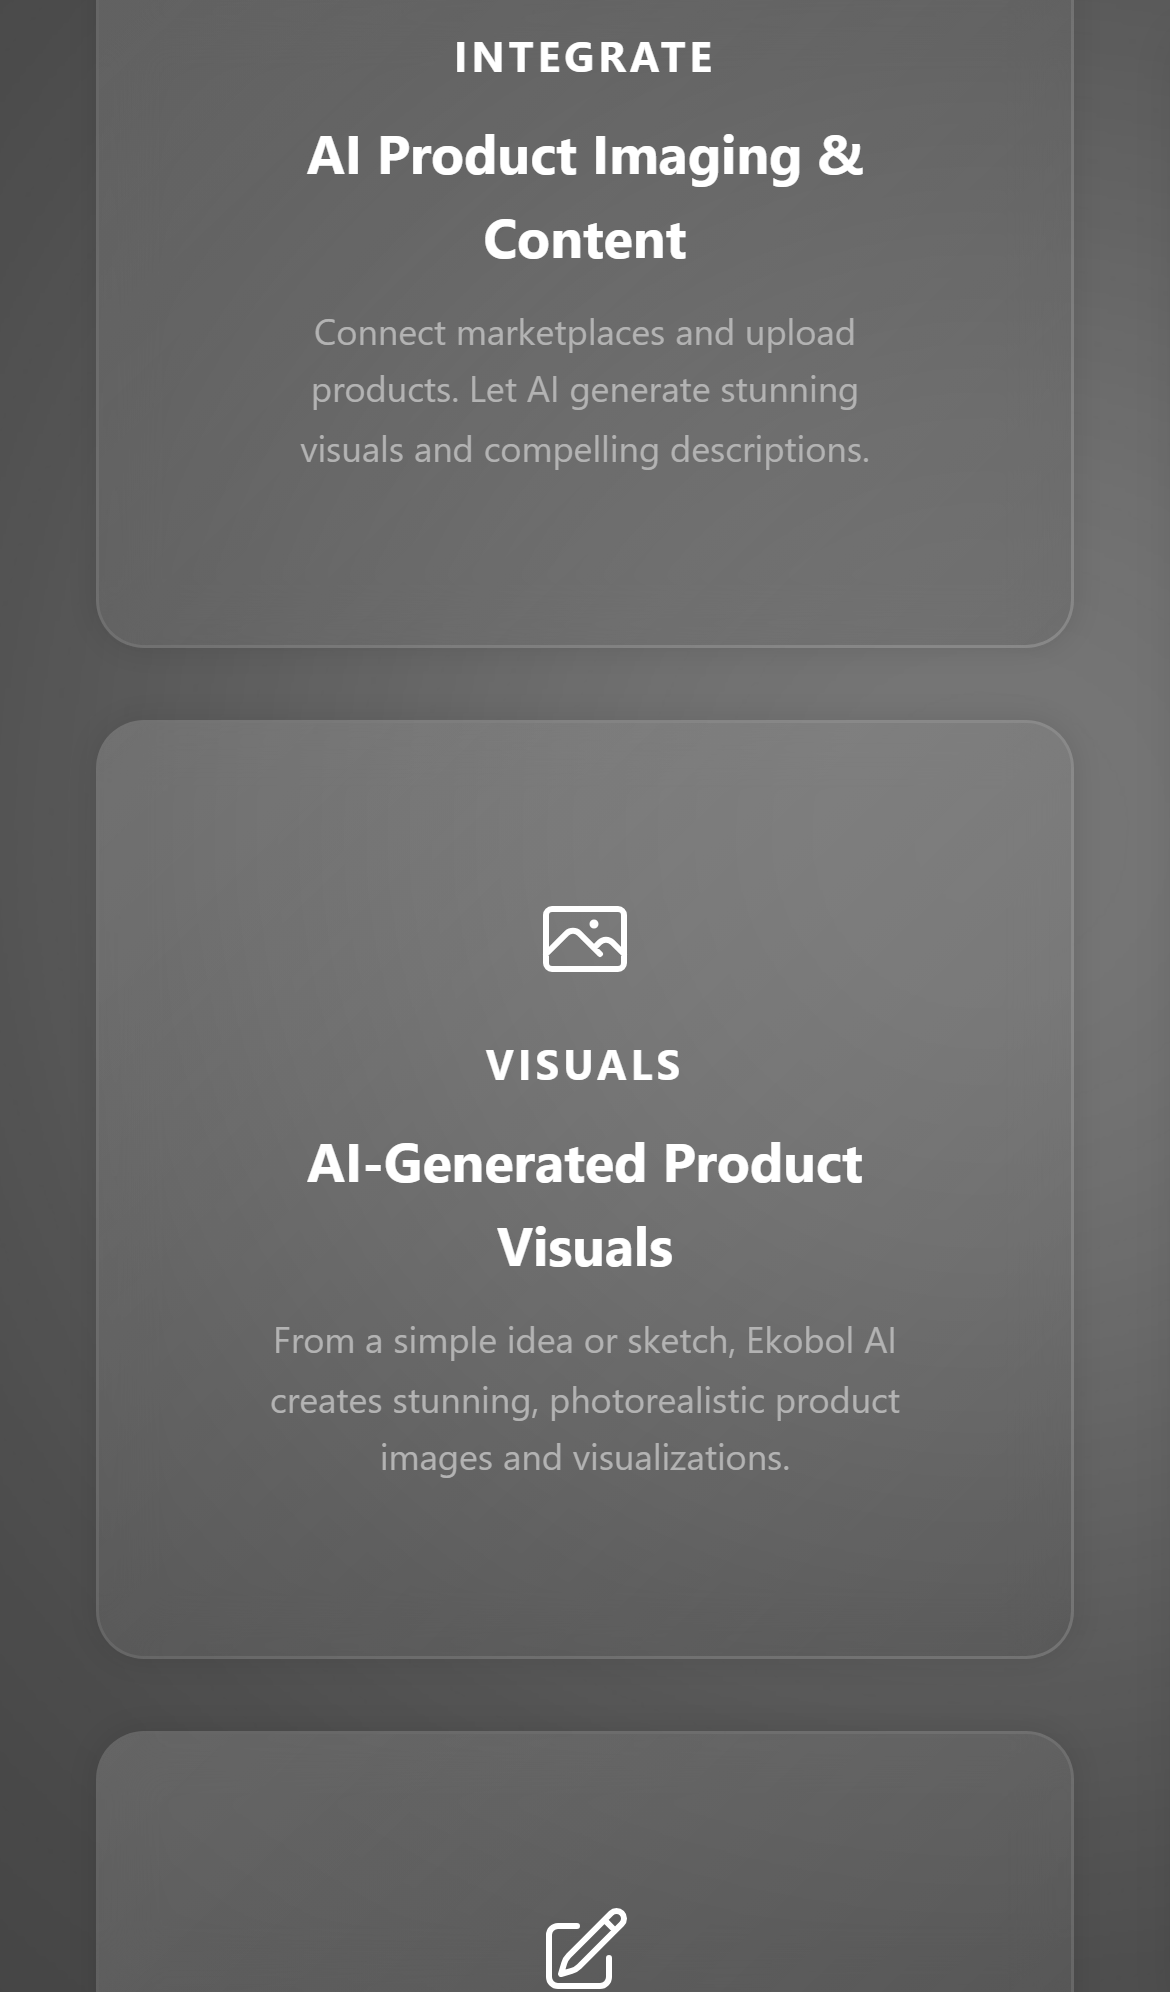 INTEGRATE
AI Product Imaging &
Content
Connect marketplaces and upload
products. Let AI generate stunning
visuals and compelling descriptions.
VISUALS
AI-Generated Product
Visuals
From a simple idea or sketch, Ekobol AI
creates stunning, photorealistic product
images and visualizations.